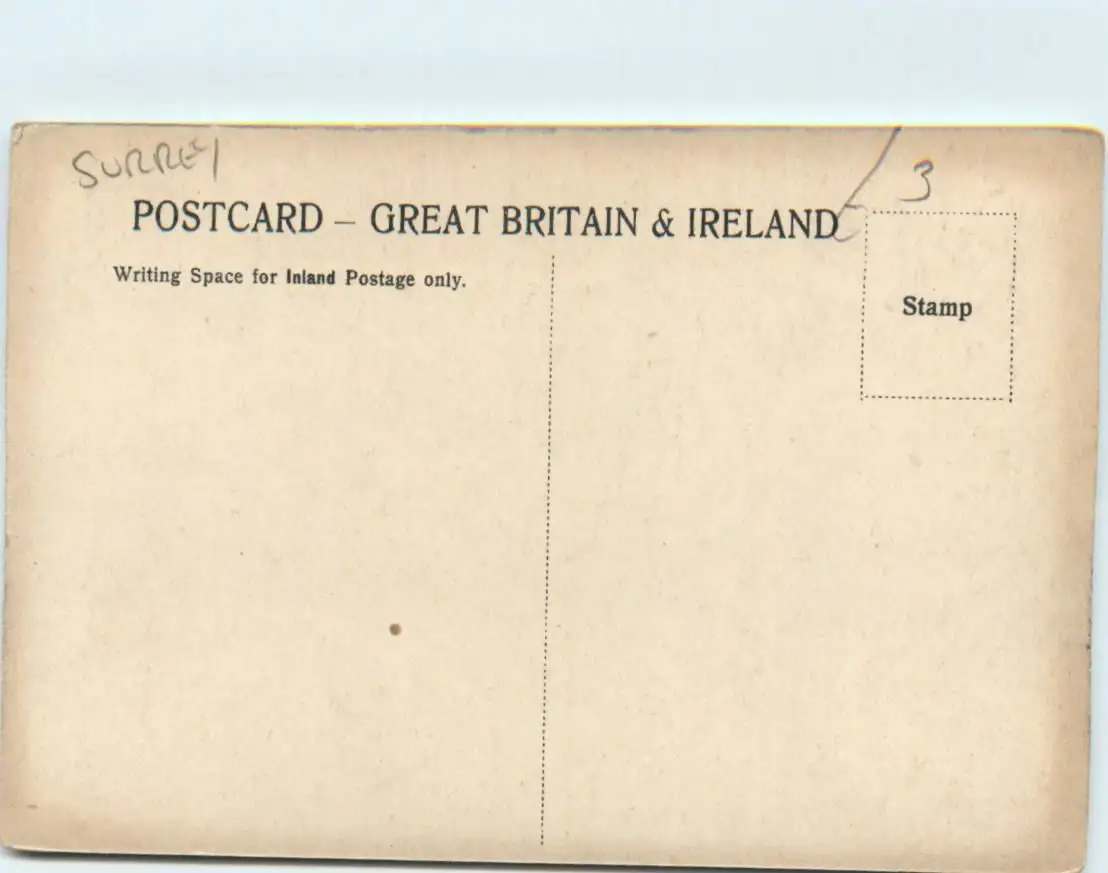 SURREY
3
POSTCARD – GREAT BRITAIN & IRELAND
Writing Space for Inland Postage only.
Stamp